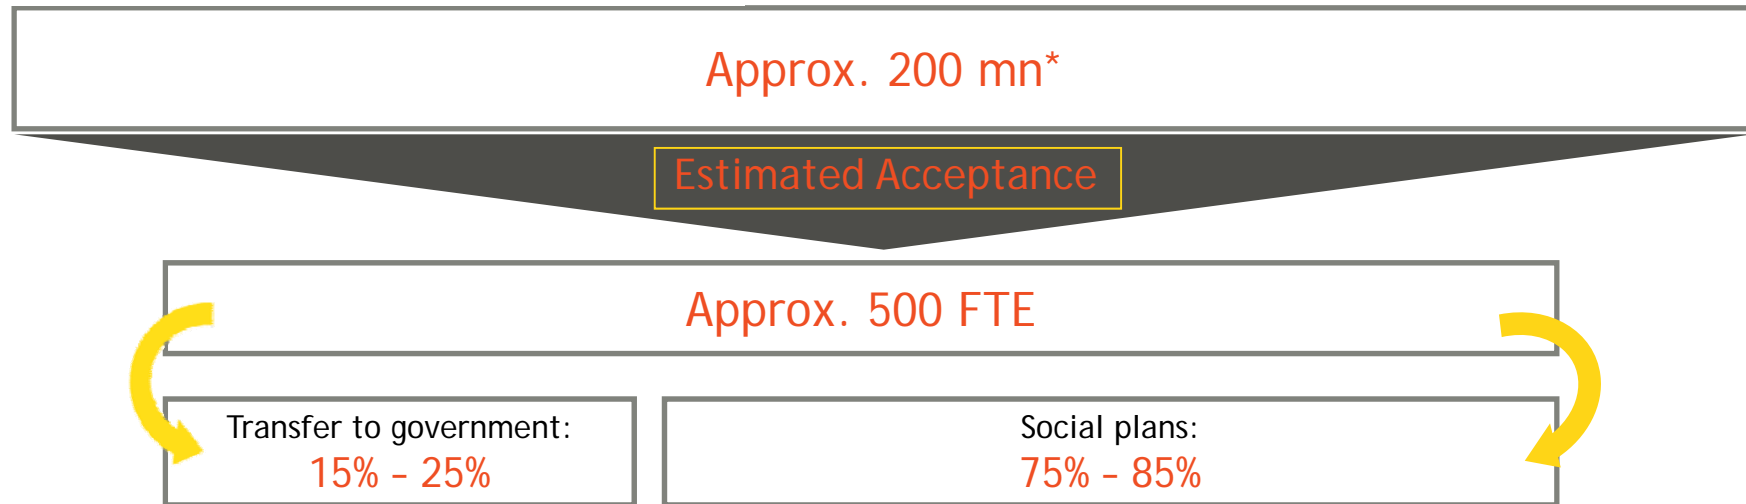 Approx. 200 mn*
Estimated Acceptance
Approx. 500 FTE
Transfer to government:
15% – 25%
Social plans:
75% – 85%